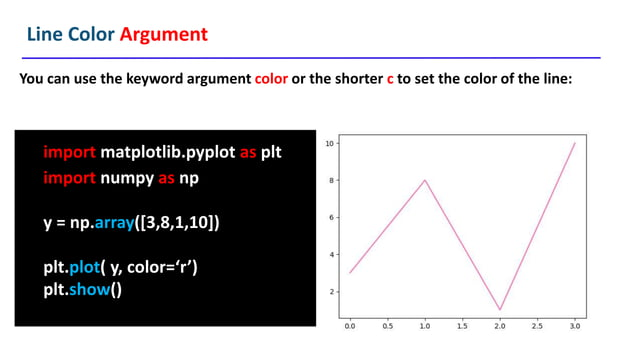 Line Color Argument
You can use the keyword argument color or the shorter c to set the color of the line:
import matplotlib.pyplot as plt
import numpy as np
y = np.array([3,8,1,10])
plt.plot( y, color=‘r’)
plt.show()
10
8
6
4
2
0.0 0.5 1.0 1.5 2.0 2.5 3.0